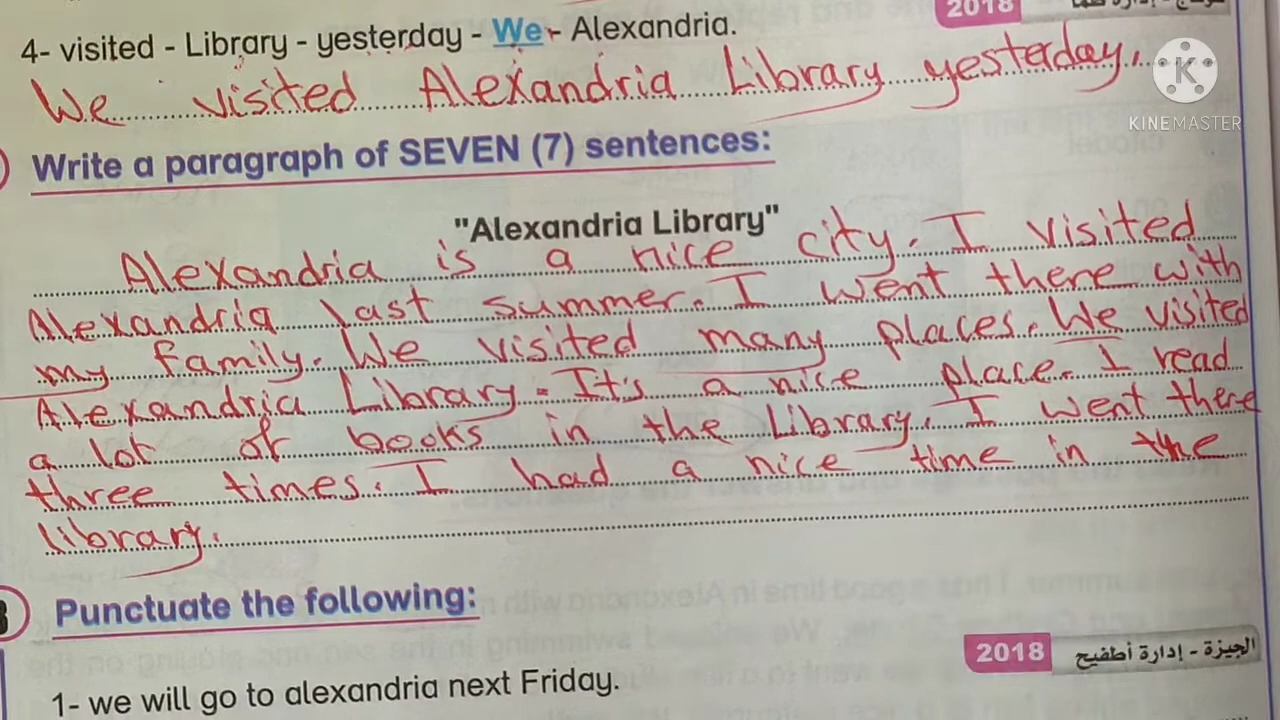 2018
4- visited - Library - yesterday - We - Alexandria.
We visited Alexandria Library yesterday.
K
KINEMASTER
Write a paragraph of SEVEN (7) sentences:
"Alexandria Library"
Alexandria is a nice city. I visited
Alexandria last summer. I went there with
my family. We visited many places. We visited
Alexandria Library. It's a nice place. I read
a lot of books in the Library. I went there
three times. I had a nice time in the
library.
Punctuate the following:
2018 الجيزة - إدارة أطفيح
1- we will go to alexandria next Friday.